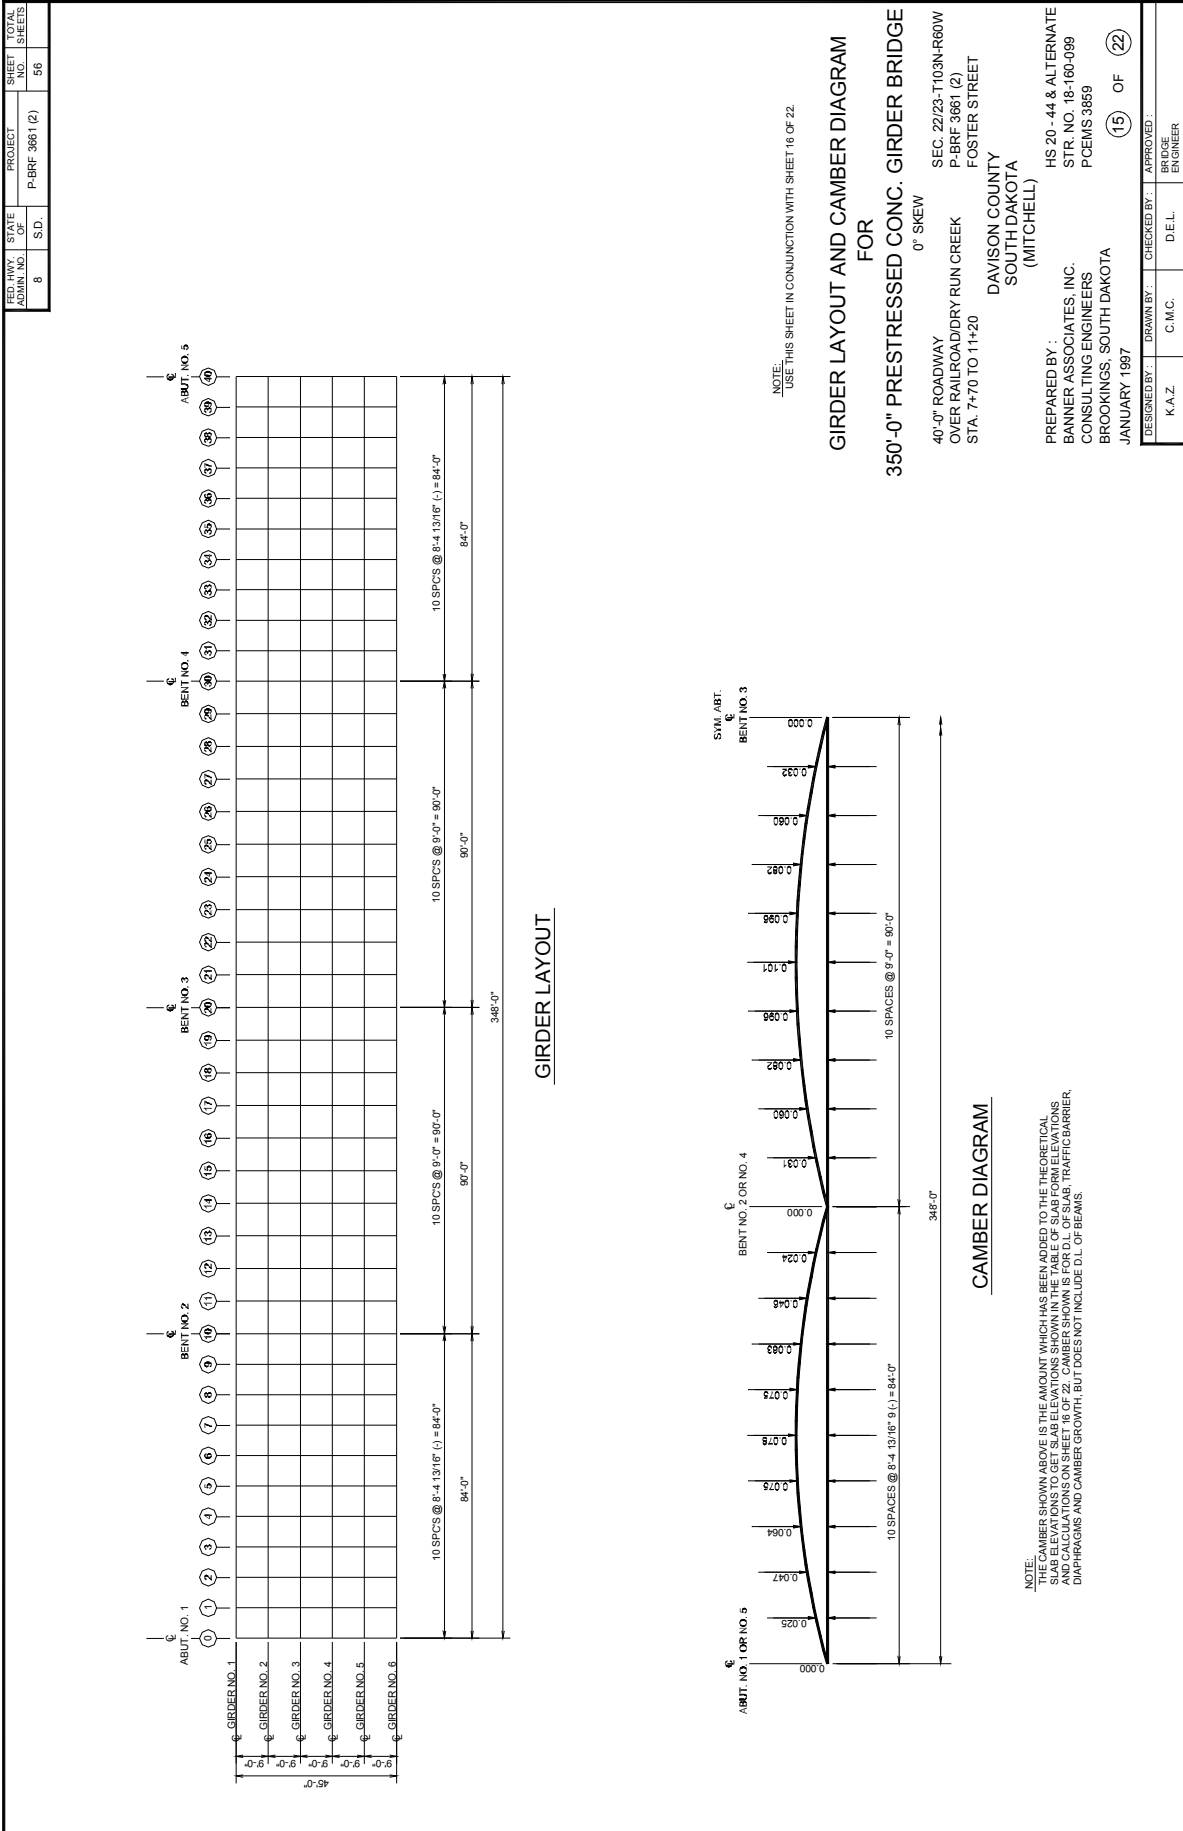 FED. HWY. ADMIN. NO.
STATE OF
PROJECT
SHEET NO.
TOTAL SHEETS
8
S.D.
P-BRF 3661 (2)
56
℄ ABUT. NO. 1
℄ BENT NO. 2
℄ BENT NO. 3
℄ BENT NO. 4
℄ ABUT. NO. 5
0 1 2 3 4 5 6 7 8 9 10 11 12 13 14 15 16 17 18 19 20 21 22 23 24 25 26 27 28 29 30 31 32 33 34 35 36 37 38 39 40
℄ GIRDER NO. 1
℄ GIRDER NO. 2
℄ GIRDER NO. 3
℄ GIRDER NO. 4
℄ GIRDER NO. 5
℄ GIRDER NO. 6
9'-0"
9'-0"
9'-0"
9'-0"
9'-0"
45'-0"
10 SPC'S @ 8'-4 13/16" (-) = 84'-0"
10 SPC'S @ 9'-0" = 90'-0"
10 SPC'S @ 9'-0" = 90'-0"
10 SPC'S @ 8'-4 13/16" (-) = 84'-0"
84'-0"
90'-0"
90'-0"
84'-0"
348'-0"
GIRDER LAYOUT
℄ ABUT. NO. 1 OR NO. 5
℄ BENT NO. 2 OR NO. 4
SYM. ABT.
℄ BENT NO. 3
0.000
0.025
0.047
0.064
0.075
0.078
0.075
0.063
0.046
0.024
0.000
0.031
0.060
0.082
0.096
0.101
0.096
0.082
0.060
0.032
0.000
10 SPACES @ 8'-4 13/16" 9 (-) = 84'-0"
10 SPACES @ 9'-0" = 90'-0"
348'-0"
CAMBER DIAGRAM
NOTE:
THE CAMBER SHOWN ABOVE IS THE AMOUNT WHICH HAS BEEN ADDED TO THE THEORETICAL
SLAB ELEVATIONS TO GET SLAB ELEVATIONS SHOWN IN THE TABLE OF SLAB FORM ELEVATIONS
AND CALCULATIONS ON SHEET 16 OF 22. CAMBER SHOWN IS FOR D.L. OF SLAB, TRAFFIC BARRIER,
DIAPHRAGMS AND CAMBER GROWTH, BUT DOES NOT INCLUDE D.L. OF BEAMS.
NOTE:
USE THIS SHEET IN CONJUNCTION WITH SHEET 16 OF 22.
GIRDER LAYOUT AND CAMBER DIAGRAM
FOR
350'-0" PRESTRESSED CONC. GIRDER BRIDGE
0° SKEW
40'-0" ROADWAY
OVER RAILROAD/DRY RUN CREEK
STA. 7+70 TO 11+20
SEC. 22/23-T103N-R60W
P-BRF 3661 (2)
FOSTER STREET
DAVISON COUNTY
SOUTH DAKOTA
(MITCHELL)
HS 20 - 44 & ALTERNATE
STR. NO. 18-160-099
PCEMS 3859
PREPARED BY :
BANNER ASSOCIATES, INC.
CONSULTING ENGINEERS
BROOKINGS, SOUTH DAKOTA
JANUARY 1997
15 OF 22
DESIGNED BY :
K.A.Z.
DRAWN BY :
C.M.C.
CHECKED BY :
D.E.L.
APPROVED :
BRIDGE ENGINEER